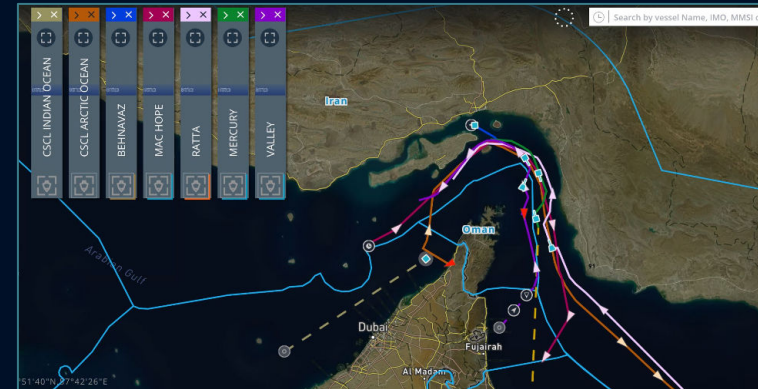 Search by vessel Name, IMO, MMSI
CSCL INDIAN OCEAN
CSCL ARCTIC OCEAN
BEHNAVAZ
MAC HOPE
RATTA
MERCURY
VALLEY
Iran
Oman
Arabian Gulf
Dubai
Fujairah
Al Madam
51'40"N,57°42'26"E